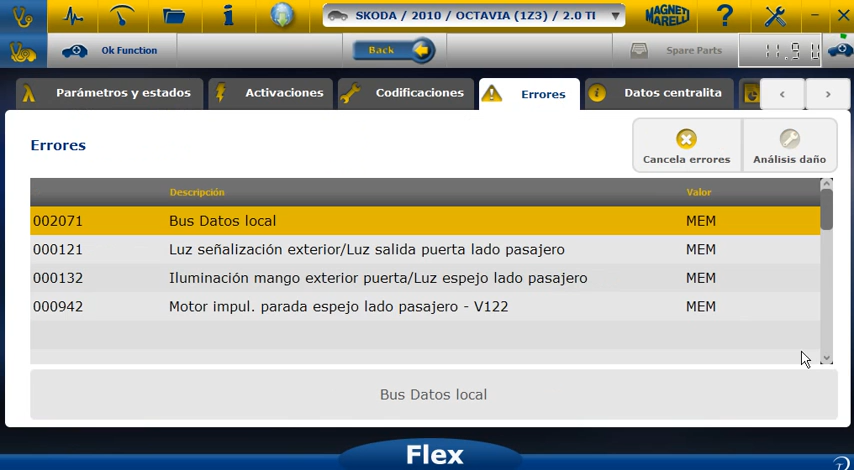 SKODA / 2010 / OCTAVIA (1Z3) / 2.0 TI
MAGNETI MARELLI
Ok Function
Back
Spare Parts
11.9 U
Parámetros y estados
Activaciones
Codificaciones
Errores
Datos centralita
Errores
Cancela errores
Análisis daño
Descripción Valor
002071 Bus Datos local MEM
000121 Luz señalización exterior/Luz salida puerta lado pasajero MEM
000132 Iluminación mango exterior puerta/Luz espejo lado pasajero MEM
000942 Motor impul. parada espejo lado pasajero - V122 MEM
Bus Datos local
Flex